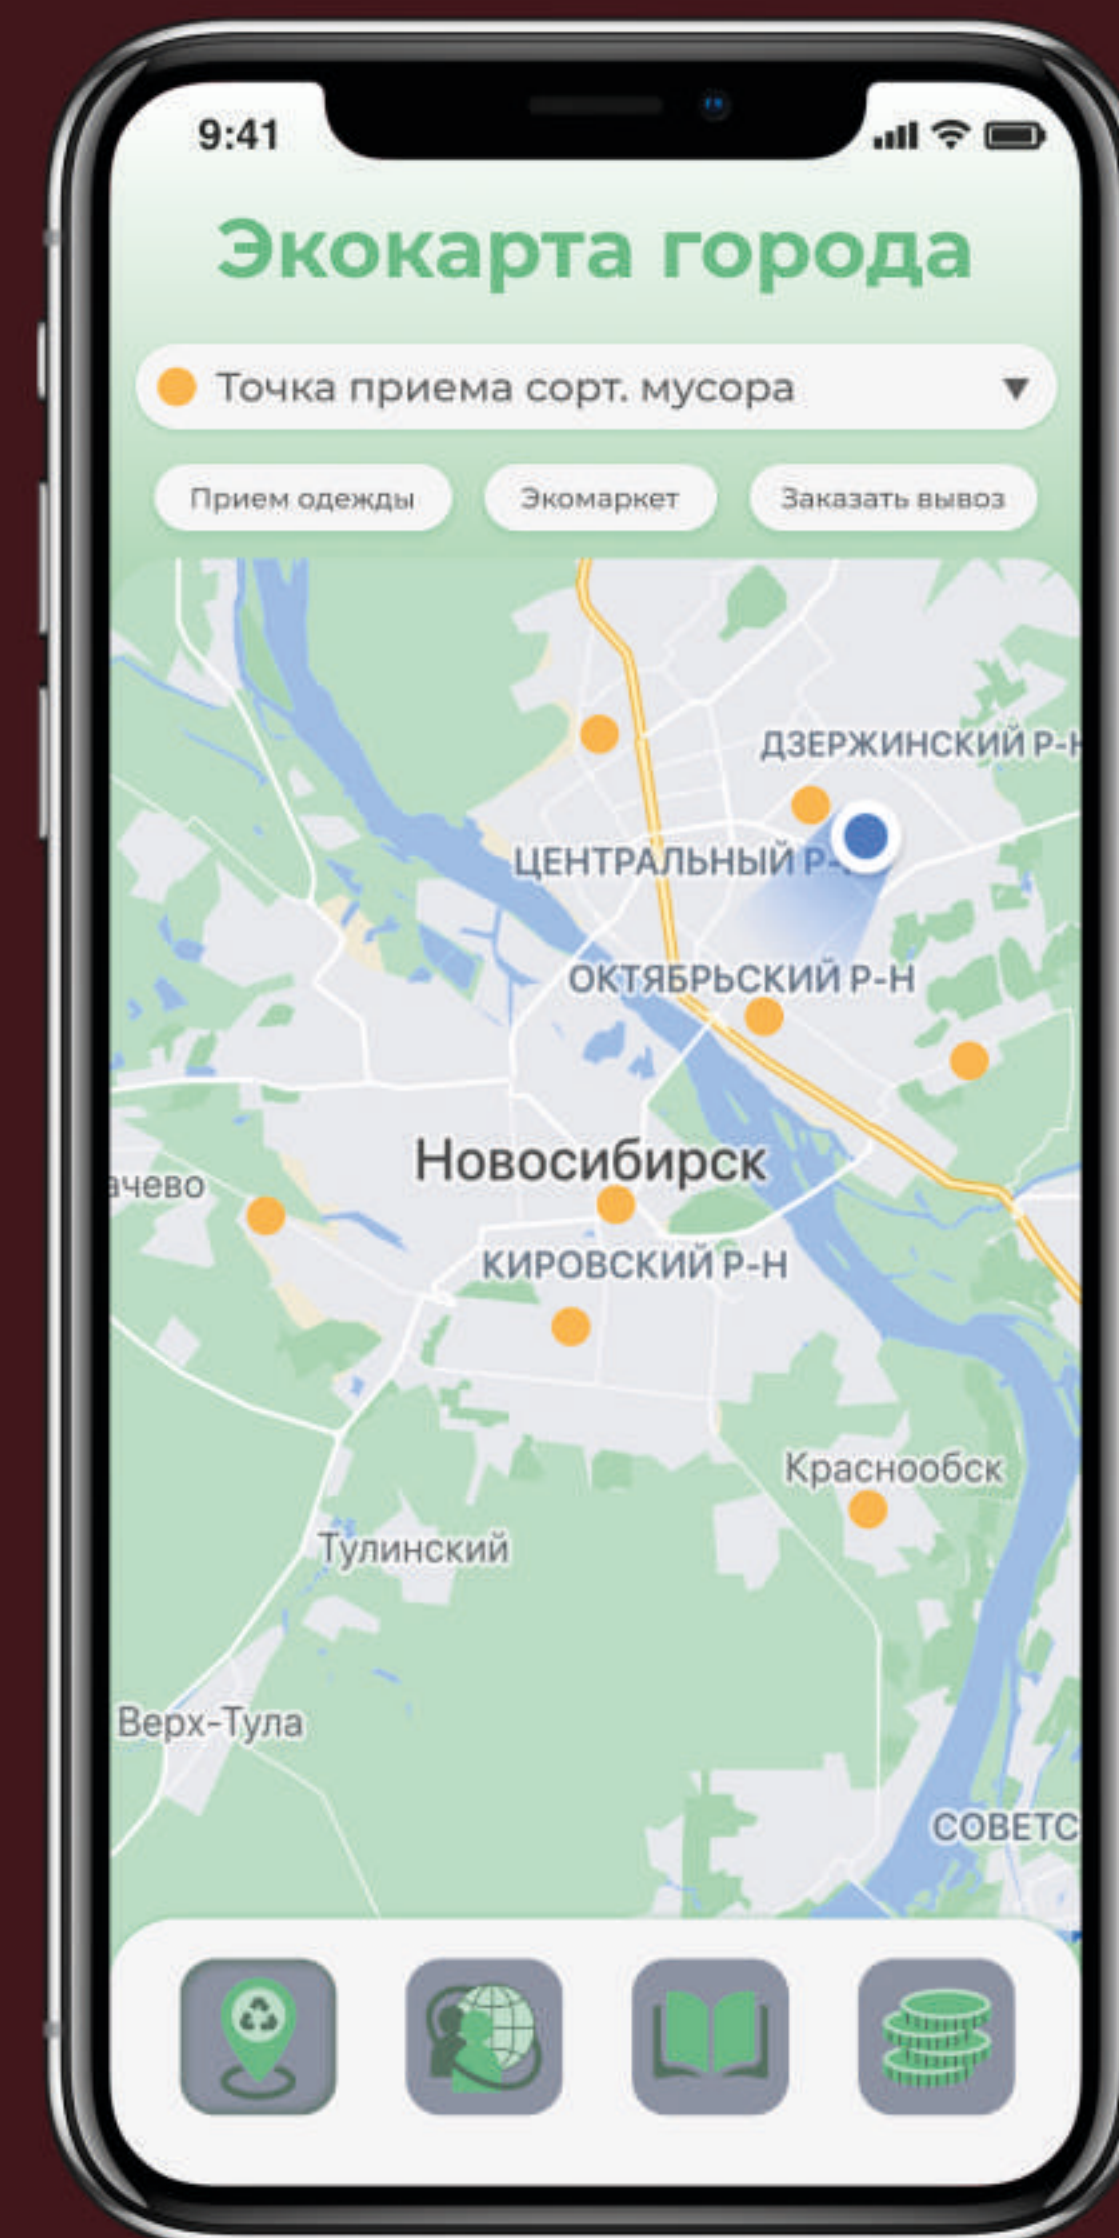 9:41
Экокарта города
Точка приема сорт. мусора
Прием одежды
Экомаркет
Заказать вывоз
ДЗЕРЖИНСКИЙ Р-Н
ЦЕНТРАЛЬНЫЙ Р-
ОКТЯБРЬСКИЙ Р-Н
Новосибирск
ачево
КИРОВСКИЙ Р-Н
Краснообск
Тулинский
Верх-Тула
СОВЕТС